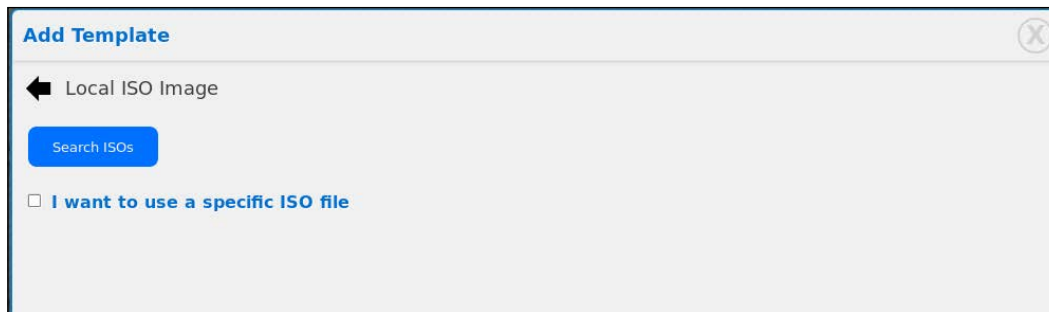 Add Template
X
Local ISO Image
Search ISOs
I want to use a specific ISO file